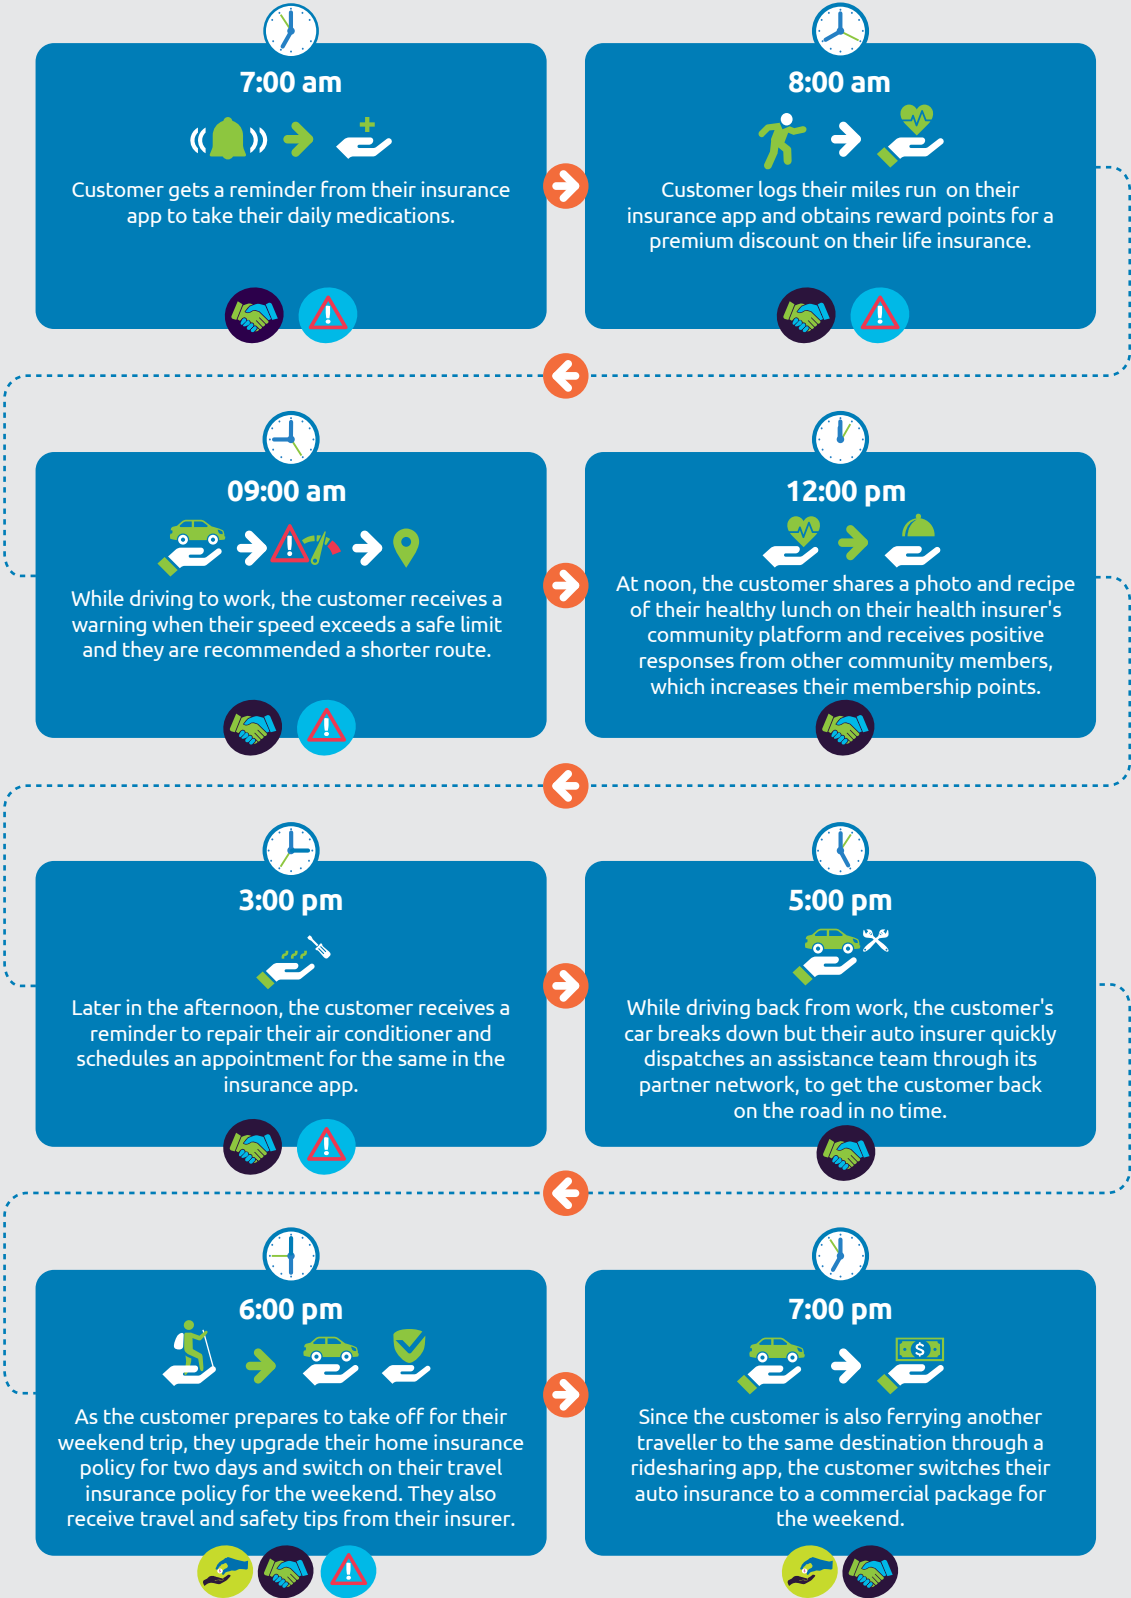 7:00 am
Customer gets a reminder from their insurance
app to take their daily medications.
8:00 am
Customer logs their miles run on their
insurance app and obtains reward points for a
premium discount on their life insurance.
09:00 am
While driving to work, the customer receives a
warning when their speed exceeds a safe limit
and they are recommended a shorter route.
12:00 pm
At noon, the customer shares a photo and recipe
of their healthy lunch on their health insurer's
community platform and receives positive
responses from other community members,
which increases their membership points.
3:00 pm
Later in the afternoon, the customer receives a
reminder to repair their air conditioner and
schedules an appointment for the same in the
insurance app.
5:00 pm
While driving back from work, the customer's
car breaks down but their auto insurer quickly
dispatches an assistance team through its
partner network, to get the customer back
on the road in no time.
6:00 pm
As the customer prepares to take off for their
weekend trip, they upgrade their home insurance
policy for two days and switch on their travel
insurance policy for the weekend. They also
receive travel and safety tips from their insurer.
7:00 pm
$
Since the customer is also ferrying another
traveller to the same destination through a
ridesharing app, the customer switches their
auto insurance to a commercial package for
the weekend.